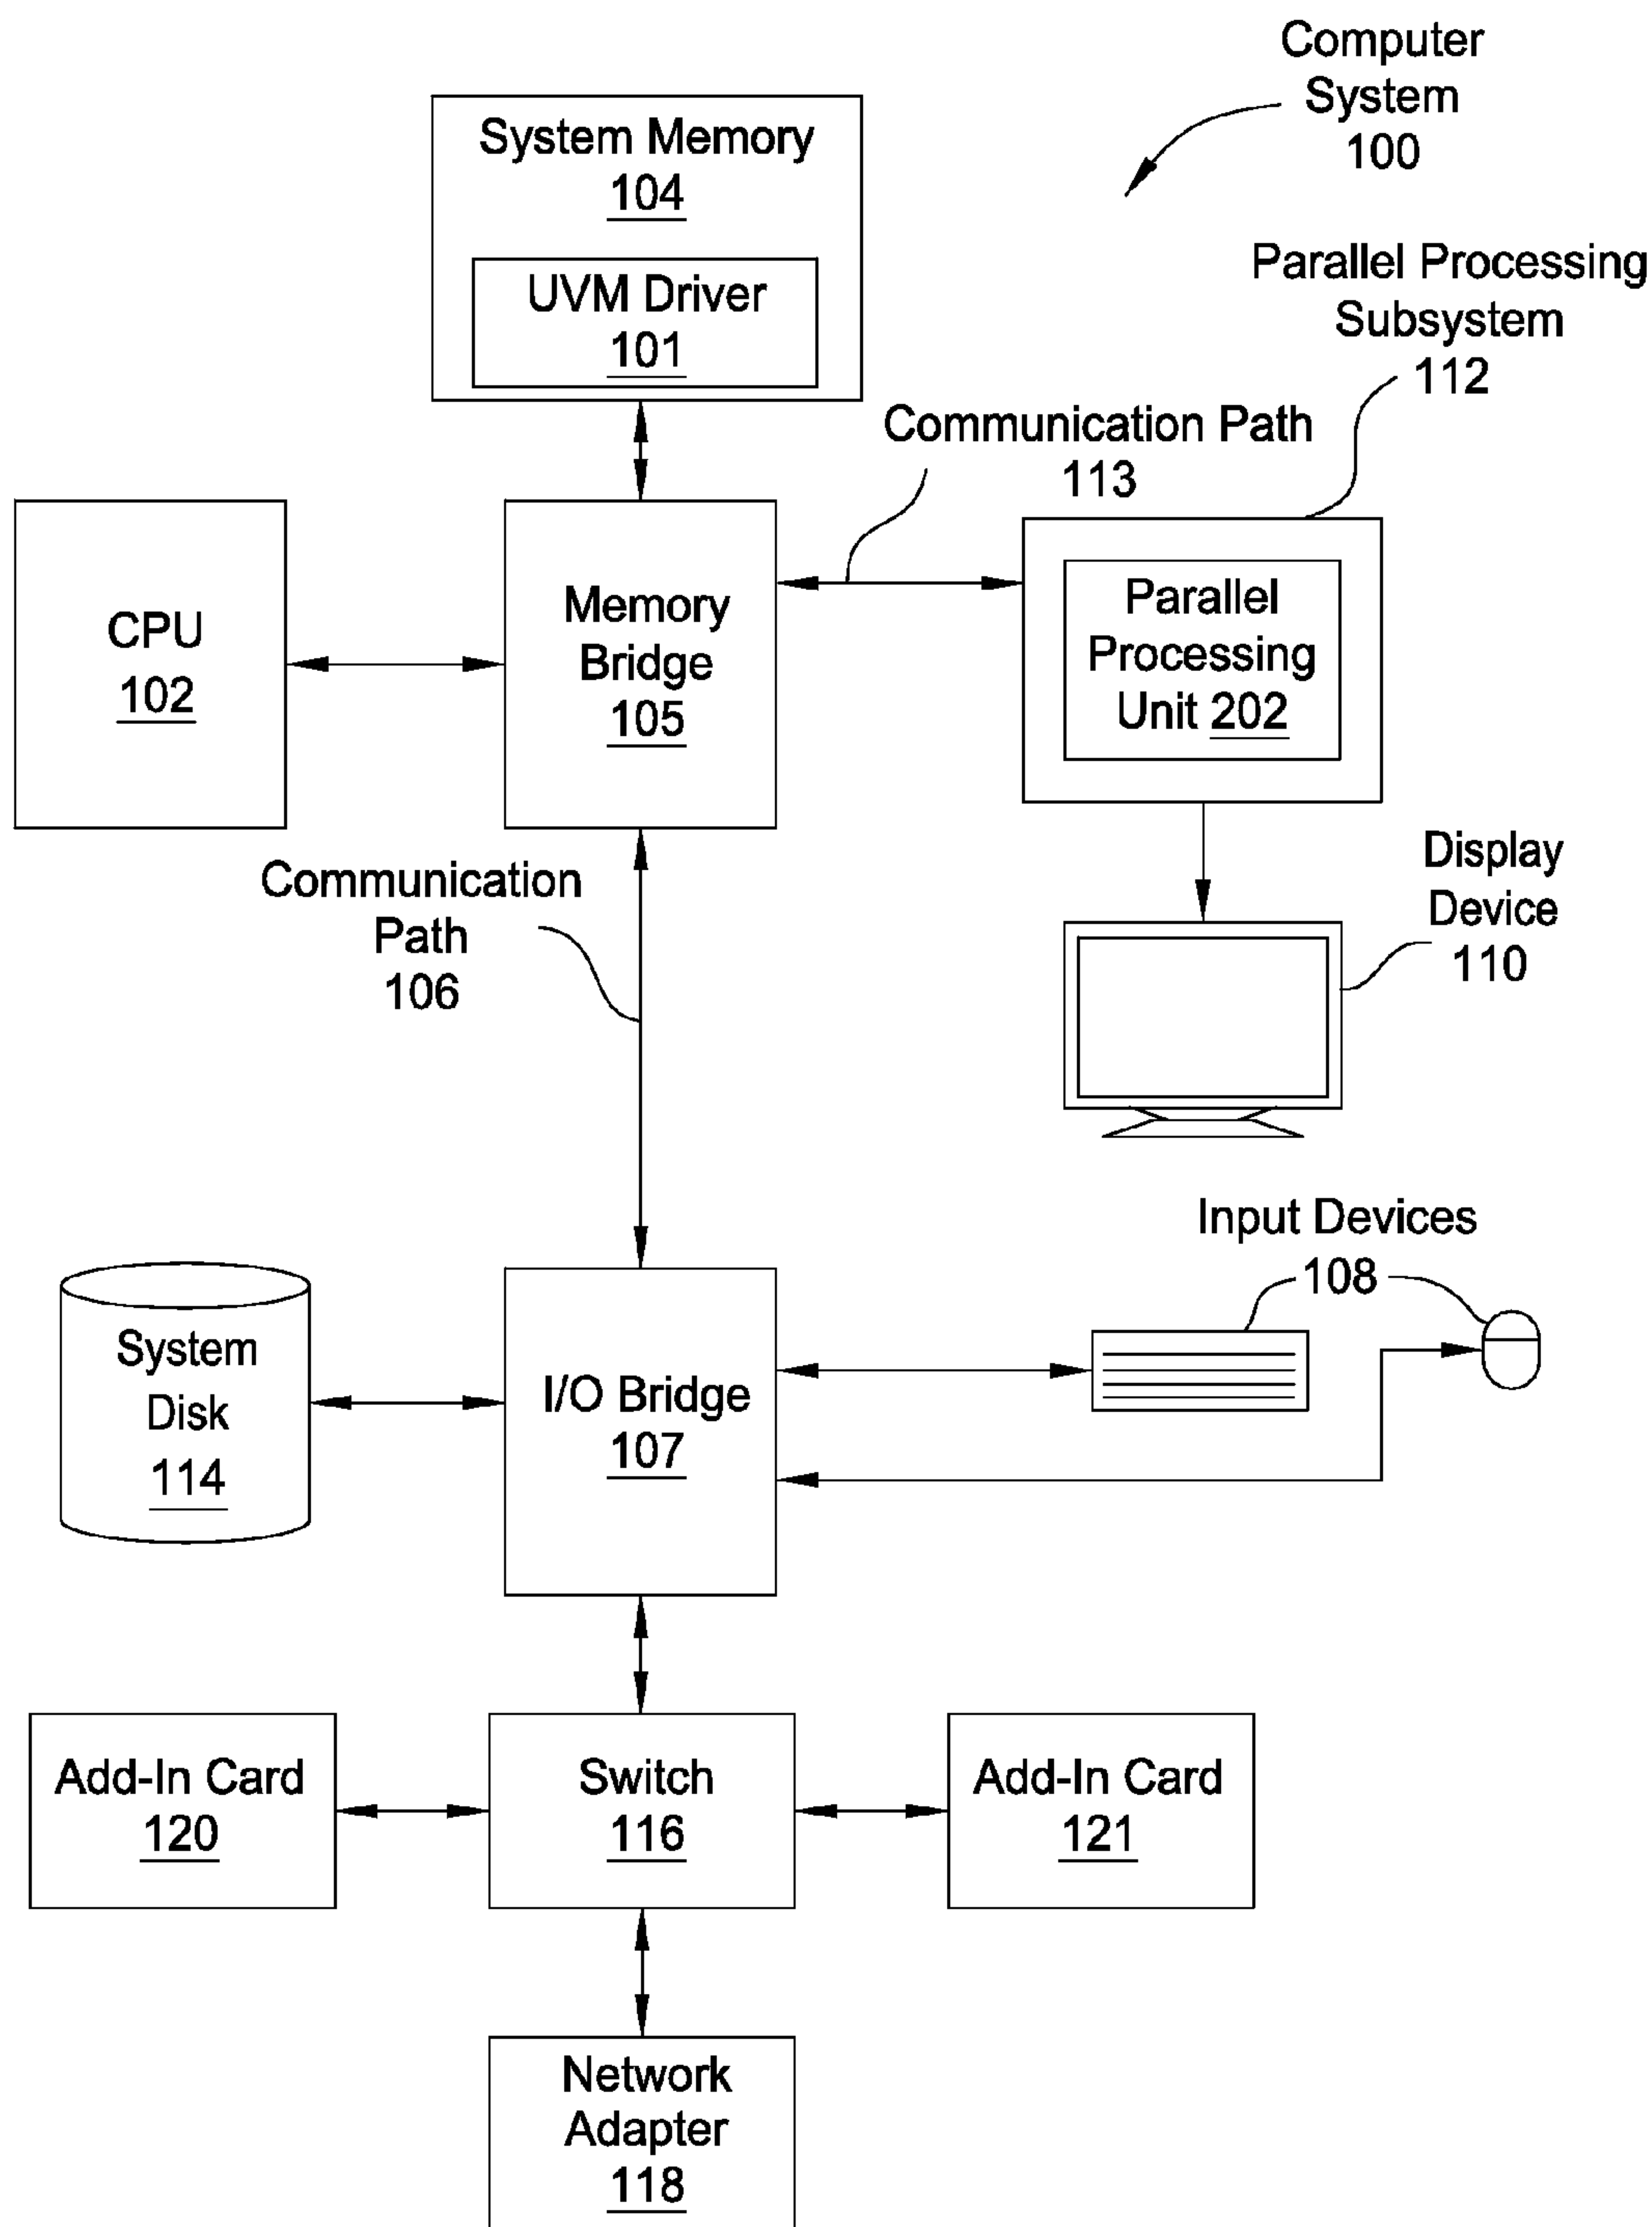 Computer
System
100
System Memory
104
UVM Driver
101
Parallel Processing
Subsystem
112
Communication Path
113
CPU
102
Memory
Bridge
105
Parallel
Processing
Unit 202
Communication
Path
106
Display
Device
110
Input Devices
108
System
Disk
114
I/O Bridge
107
Add-In Card
120
Switch
116
Add-In Card
121
Network
Adapter
118